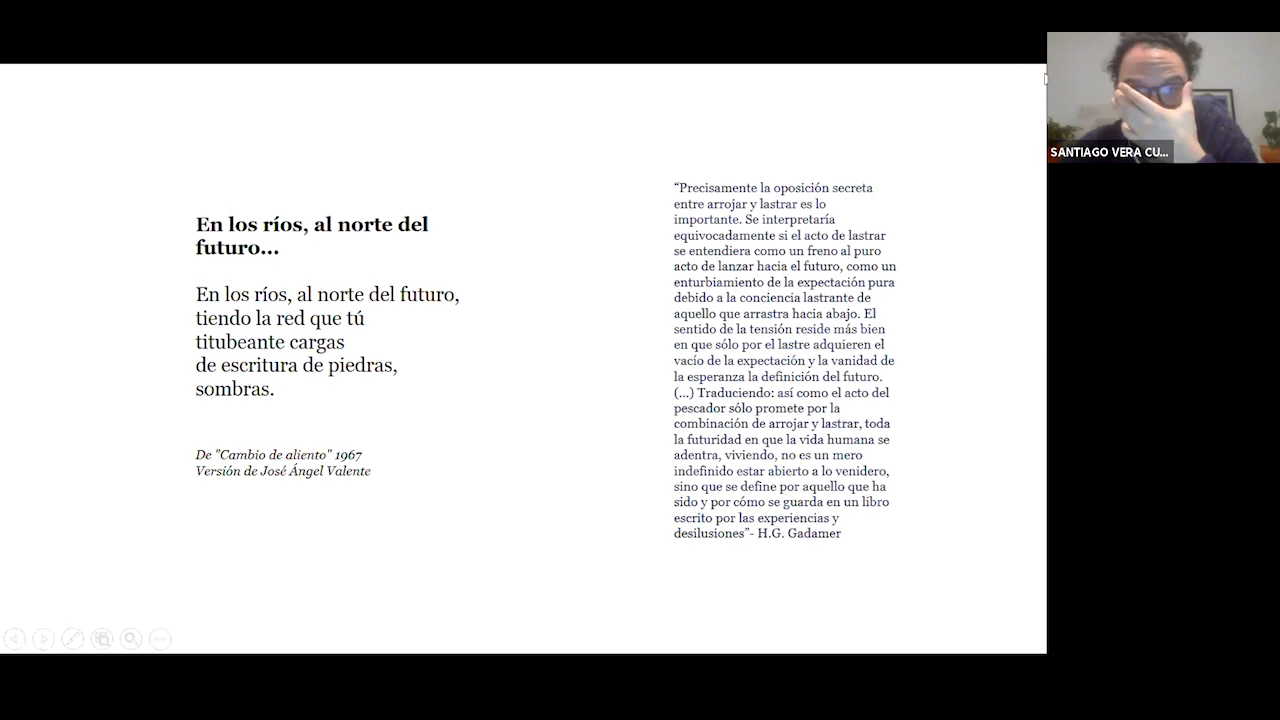 En los ríos, al norte del
futuro...
En los ríos, al norte del futuro,
tiendo la red que tú
titubeante cargas
de escritura de piedras,
sombras.
De "Cambio de aliento" 1967
Versión de José Ángel Valente
“Precisamente la oposición secreta
entre arrojar y lastrar es lo
importante. Se interpretaría
equivocadamente si el acto de lastrar
se entendiera como un freno al puro
acto de lanzar hacia el futuro, como un
enturbiamiento de la expectación pura
debido a la conciencia lastrante de
aquello que arrastra hacia abajo. El
sentido de la tensión reside más bien
en que sólo por el lastre adquieren el
vacío de la expectación y la vanidad de
la esperanza la definición del futuro.
(...) Traduciendo: así como el acto del
pescador sólo promete por la
combinación de arrojar y lastrar, toda
la futuridad en que la vida humana se
adentra, viviendo, no es un mero
indefinido estar abierto a lo venidero,
sino que se define por aquello que ha
sido y por cómo se guarda en un libro
escrito por las experiencias y
desilusiones”- H.G. Gadamer
SANTIAGO VERA CU...